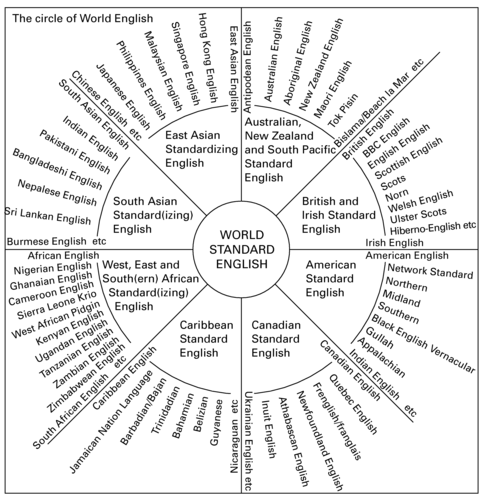 The circle of World English
WORLD
STANDARD
ENGLISH
Australian,
New Zealand
and South Pacific
Standard
English
Antipodean English
Australian English
Aboriginal English
New Zealand English
Maori English
Tok Pisin
Bislama/Beach la Mar etc
British and
Irish Standard
English
British English
BBC English
English English
Scottish English
Scots
Norn
Welsh English
Ulster Scots
Hiberno-English etc
Irish English
American
Standard
English
American English
Network Standard
Northern
Midland
Southern
Black English Vernacular
Gullah
Appalachian
Indian English etc
Canadian
Standard
English
Canadian English
Quebec English
Frenglish/franglais
Newfoundland English
Athabascan English
Inuit English
Ukrainian English etc
Caribbean
Standard
English
Caribbean English
Jamaican Nation Language
Barbadian/Bajan
Trinidadian
Bahamian
Belizian
Guyanese
Nicaraguan etc
West, East and
South(ern) African
Standard(izing)
English
African English
Nigerian English
Ghanaian English
Cameroon English
Sierra Leone Krio
West African Pidgin
Kenyan English
Ugandan English
Tanzanian English
Zambian English
Zimbabwean English
South African English etc
South Asian
Standard(izing)
English
South Asian English
Indian English
Pakistani English
Bangladeshi English
Nepalese English
Sri Lankan English
Burmese English etc
East Asian
Standardizing
English
East Asian English
Hong Kong English
Singapore English
Malaysian English
Philippines English
Japanese English
Chinese English etc